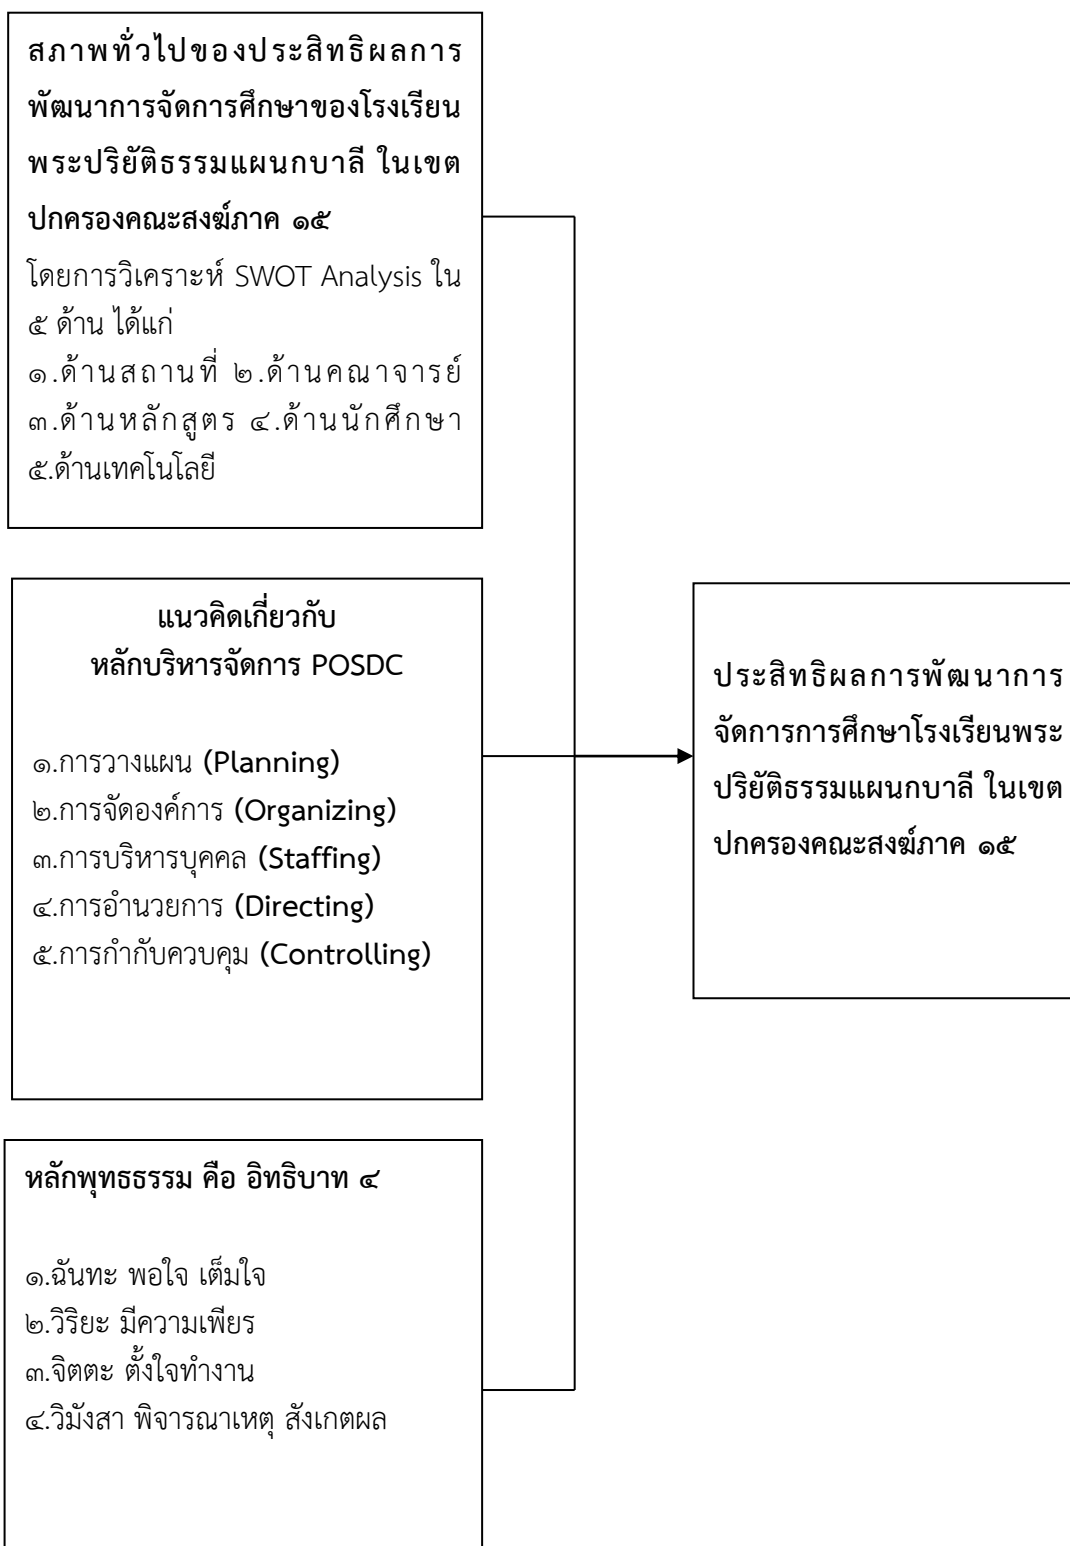 สภาพทั่วไปของประสิทธิผลการ
พัฒนาการจัดการศึกษาของโรงเรียน
พระปริยัติธรรมแผนกบาลี ในเขต
ปกครองคณะสงฆ์ภาค ๑๕
โดยการวิเคราะห์ SWOT Analysis ใน
๕ ด้าน ได้แก่
๑.ด้านสถานที่ ๒.ด้านคณาจารย์
๓.ด้านหลักสูตร ๔.ด้านนักศึกษา
๕.ด้านเทคโนโลยี
แนวคิดเกี่ยวกับ
หลักบริหารจัดการ POSDC
๑.การวางแผน (Planning)
๒.การจัดองค์การ (Organizing)
๓.การบริหารบุคคล (Staffing)
๔.การอำนวยการ (Directing)
๕.การกำกับควบคุม (Controlling)
หลักพุทธธรรม คือ อิทธิบาท ๔
๑.ฉันทะ พอใจ เต็มใจ
๒.วิริยะ มีความเพียร
๓.จิตตะ ตั้งใจทำงาน
๔.วิมังสา พิจารณาเหตุ สังเกตผล
ประสิทธิผลการพัฒนาการ
จัดการการศึกษาโรงเรียนพระ
ปริยัติธรรมแผนกบาลี ในเขต
ปกครองคณะสงฆ์ภาค ๑๕